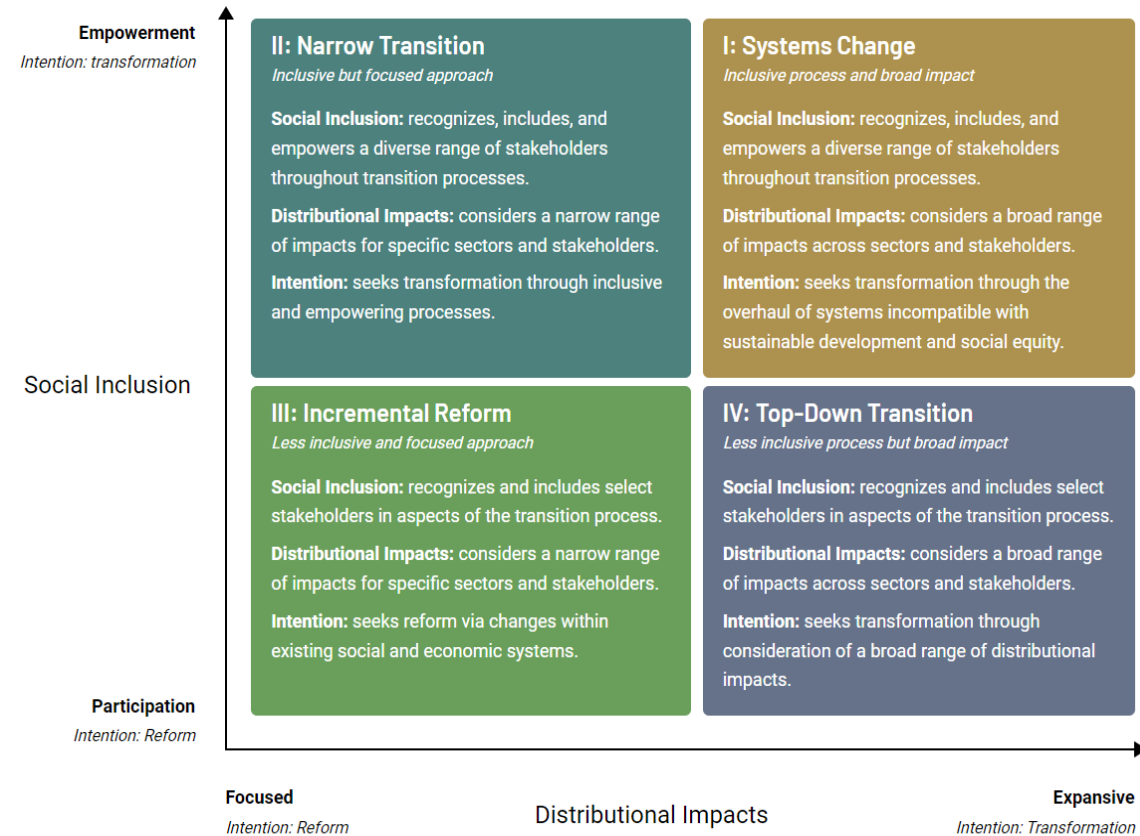 Empowerment
Intention: transformation
II: Narrow Transition
Inclusive but focused approach
Social Inclusion: recognizes, includes, and
empowers a diverse range of stakeholders
throughout transition processes.
Distributional Impacts: considers a narrow range
of impacts for specific sectors and stakeholders.
Intention: seeks transformation through inclusive
and empowering processes.
I: Systems Change
Inclusive process and broad impact
Social Inclusion: recognizes, includes, and
empowers a diverse range of stakeholders
throughout transition processes.
Distributional Impacts: considers a broad range
of impacts across sectors and stakeholders.
Intention: seeks transformation through the
overhaul of systems incompatible with
sustainable development and social equity.
Social Inclusion
III: Incremental Reform
Less inclusive and focused approach
Social Inclusion: recognizes and includes select
stakeholders in aspects of the transition process.
Distributional Impacts: considers a narrow range
of impacts for specific sectors and stakeholders.
Intention: seeks reform via changes within
existing social and economic systems.
IV: Top-Down Transition
Less inclusive process but broad impact
Social Inclusion: recognizes and includes select
stakeholders in aspects of the transition process.
Distributional Impacts: considers a broad range
of impacts across sectors and stakeholders.
Intention: seeks transformation through
consideration of a broad range of distributional
impacts.
Participation
Intention: Reform
Focused
Intention: Reform
Distributional Impacts
Expansive
Intention: Transformation